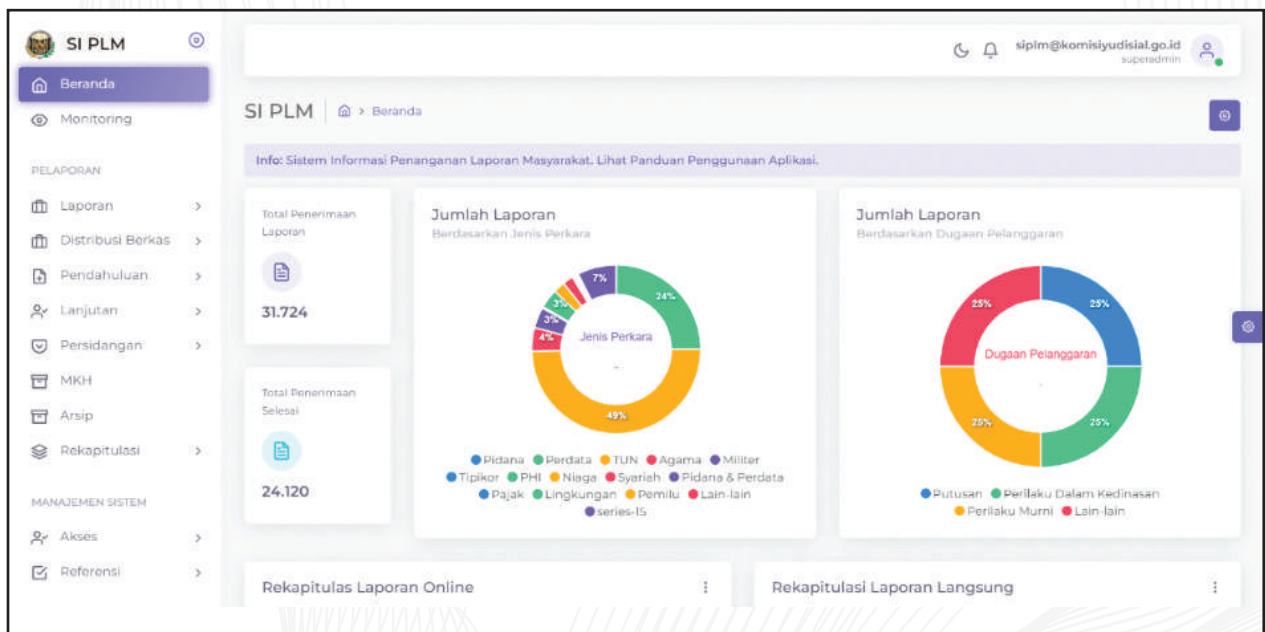 SI PLM
Beranda
Monitoring
PELAPORAN
Laporan
Distribusi Berkas
Pendahuluan
Lanjutan
Persidangan
MKH
Arsip
Rekapitulasi
MANAJEMEN SISTEM
Akses
Referensi
siplm@komisiyudisial.go.id
superadmin
SI PLM Beranda
Info: Sistem Informasi Penanganan Laporan Masyarakat. Lihat Panduan Penggunaan Aplikasi.
Total Penerimaan
Laporan
31.724
Total Penerimaan
Selesai
24.120
Jumlah Laporan
Berdasarkan Jenis Perkara
7%
24%
3%
3%
4%
49%
Jenis Perkara
-
Pidana Perdata TUN Agama Militer
Tipikor PHI Niaga Syariah Pidana & Perdata
Pajak Lingkungan Pemilu Lain-lain
series-15
Jumlah Laporan
Berdasarkan Dugaan Pelanggaran
25%
25%
Dugaan Pelanggaran
-
25%
25%
Putusan Perilaku Dalam Kedinasan
Perilaku Murni Lain-lain
Rekapitulas Laporan Online
Rekapitulasi Laporan Langsung